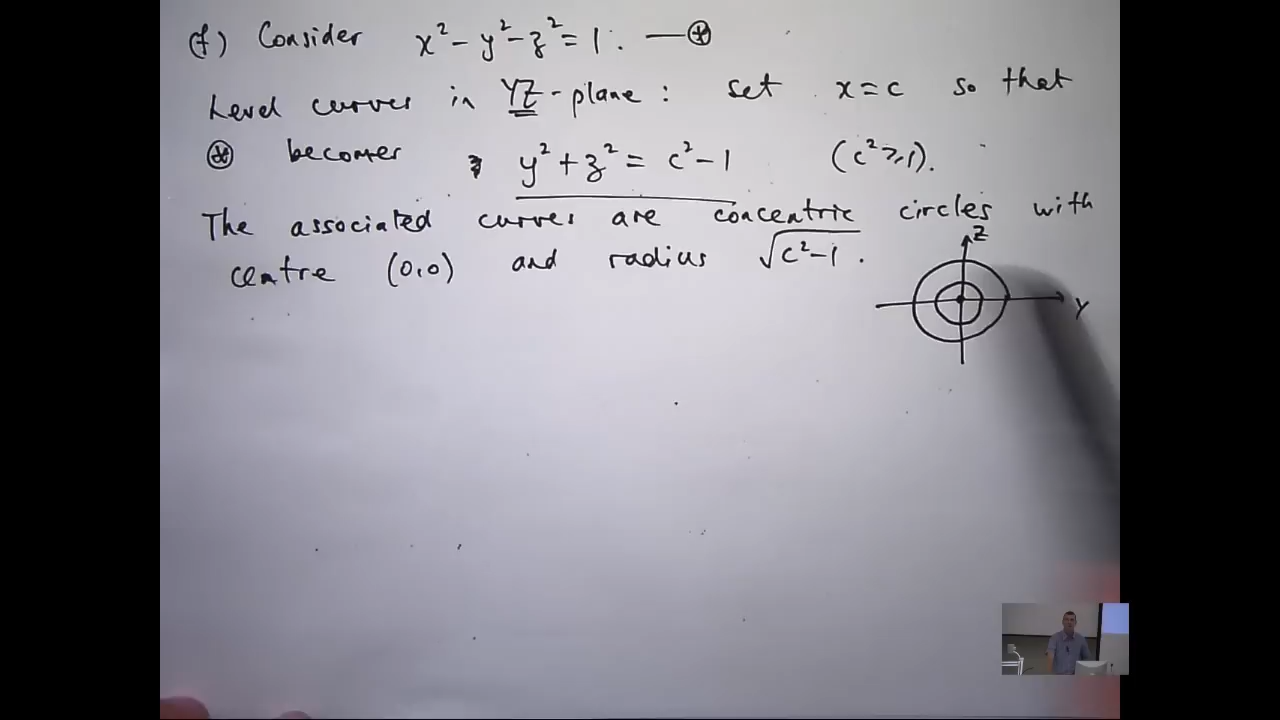 (f) Consider x² - y² - z² = 1. —⊛
Level curves in YZ-plane: set x = c so that
⊛ becomes y² + z² = c² - 1 (c² ≥ 1).
The associated curves are concentric circles with
centre (0,0) and radius √(c²-1).
Z
Y